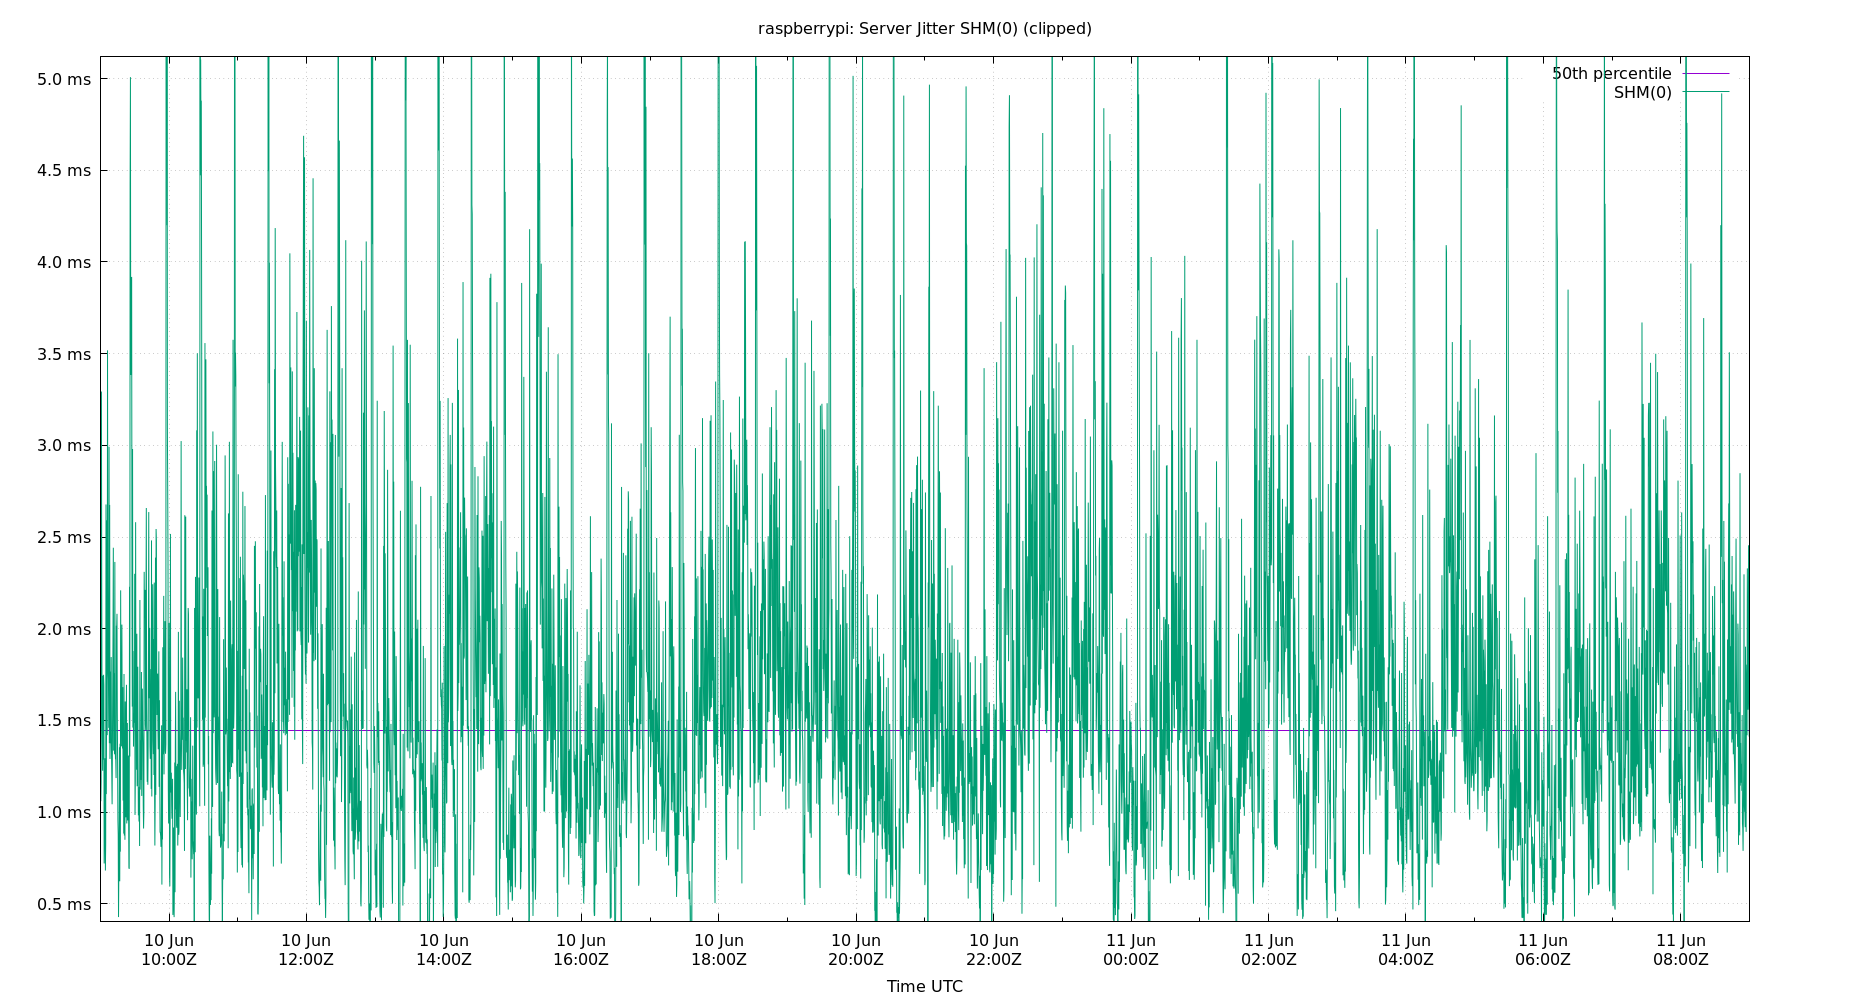 raspberrypi: Server Jitter SHM(0) (clipped)
50th percentile
SHM(0)
5.0 ms
4.5 ms
4.0 ms
3.5 ms
3.0 ms
2.5 ms
2.0 ms
1.5 ms
1.0 ms
0.5 ms
10 Jun 10 Jun 10 Jun 10 Jun 10 Jun 10 Jun 10 Jun 11 Jun 11 Jun 11 Jun 11 Jun 11 Jun
10:00Z 12:00Z 14:00Z 16:00Z 18:00Z 20:00Z 22:00Z 00:00Z 02:00Z 04:00Z 06:00Z 08:00Z
Time UTC